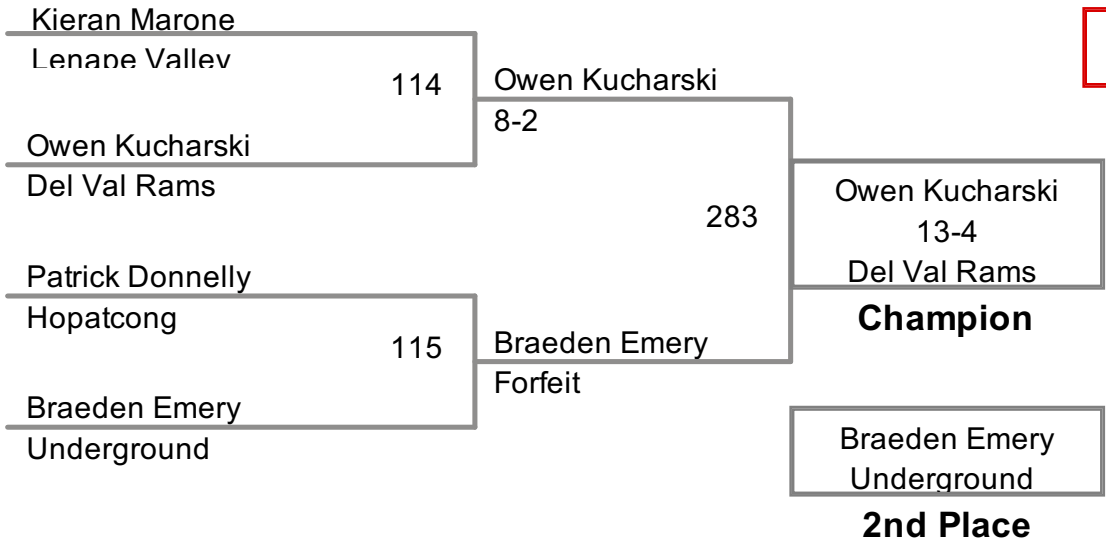 Kieran Marone
Lenape Valley
114
Owen Kucharski
8-2
Owen Kucharski
Del Val Rams
283
Owen Kucharski
13-4
Del Val Rams
Champion
Patrick Donnelly
Hopatcong
115
Braeden Emery
Forfeit
Braeden Emery
Underground
Braeden Emery
Underground
2nd Place